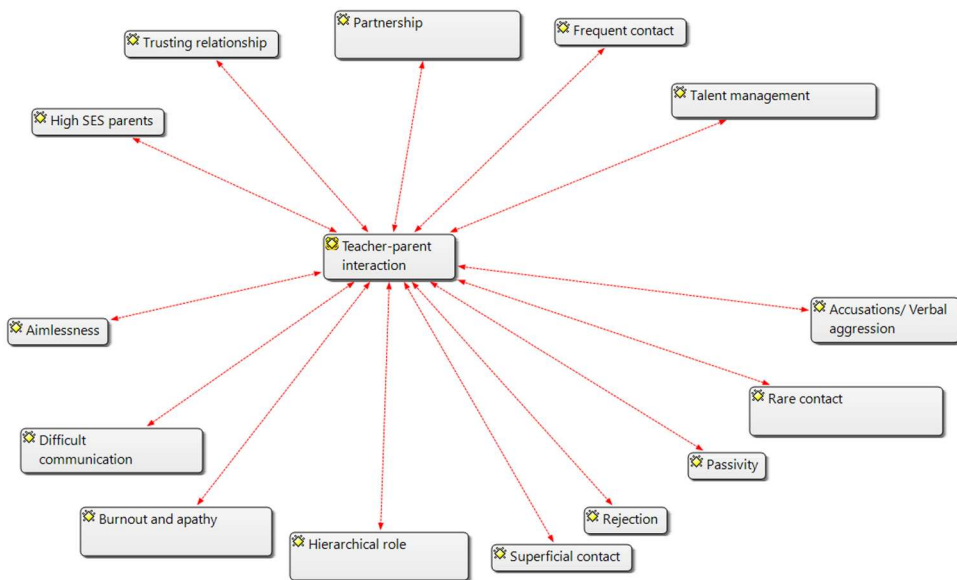 Partnership
Frequent contact
Trusting relationship
Talent management
High SES parents
Teacher-parent
interaction
Accusations/ Verbal
aggression
Aimlessness
Rare contact
Difficult
communication
Passivity
Burnout and apathy
Rejection
Hierarchical role
Superficial contact